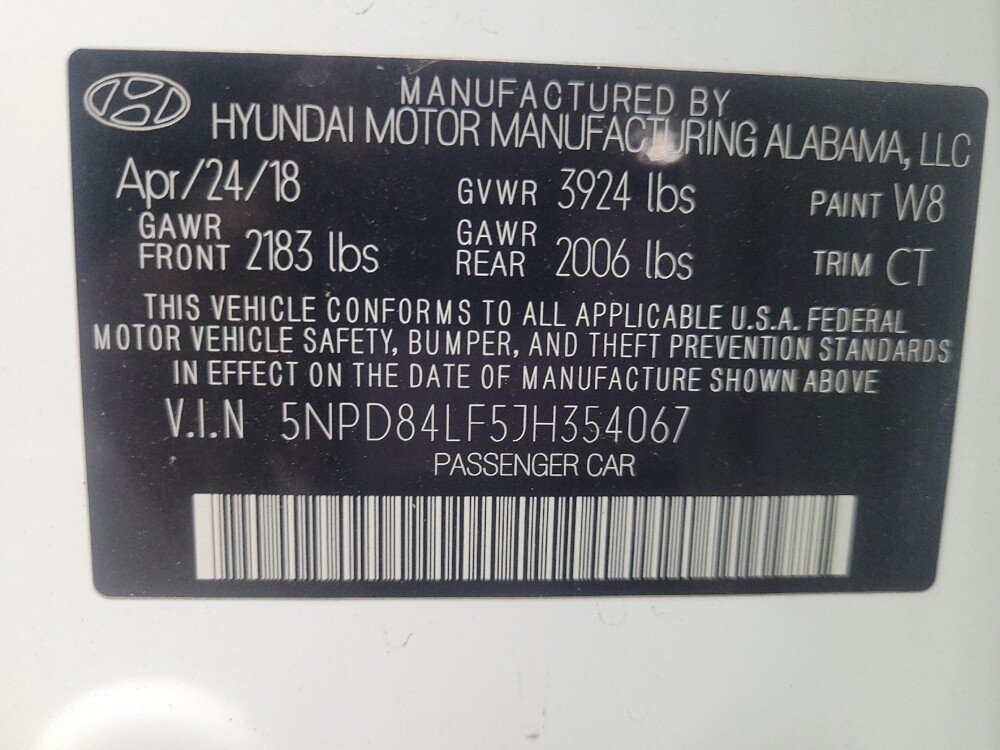 MANUFACTURED BY
HYUNDAI MOTOR MANUFACTURING ALABAMA, LLC
Apr/24/18 GVWR 3924 lbs PAINT W8
GAWR FRONT 2183 lbs GAWR REAR 2006 lbs TRIM CT
THIS VEHICLE CONFORMS TO ALL APPLICABLE U.S.A. FEDERAL
MOTOR VEHICLE SAFETY, BUMPER, AND THEFT PREVENTION STANDARDS
IN EFFECT ON THE DATE OF MANUFACTURE SHOWN ABOVE
V.I.N 5NPD84LF5JH354067
PASSENGER CAR